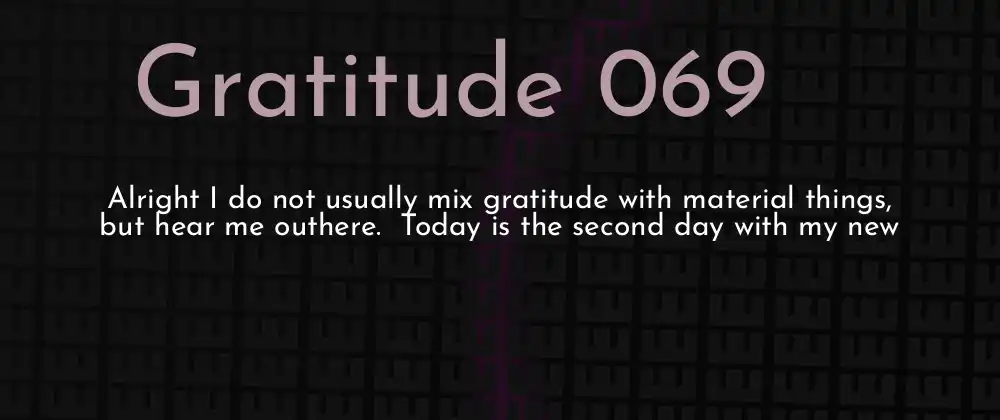 Gratitude 069
Alright I do not usually mix gratitude with material things,
but hear me outhere.  Today is the second day with my new